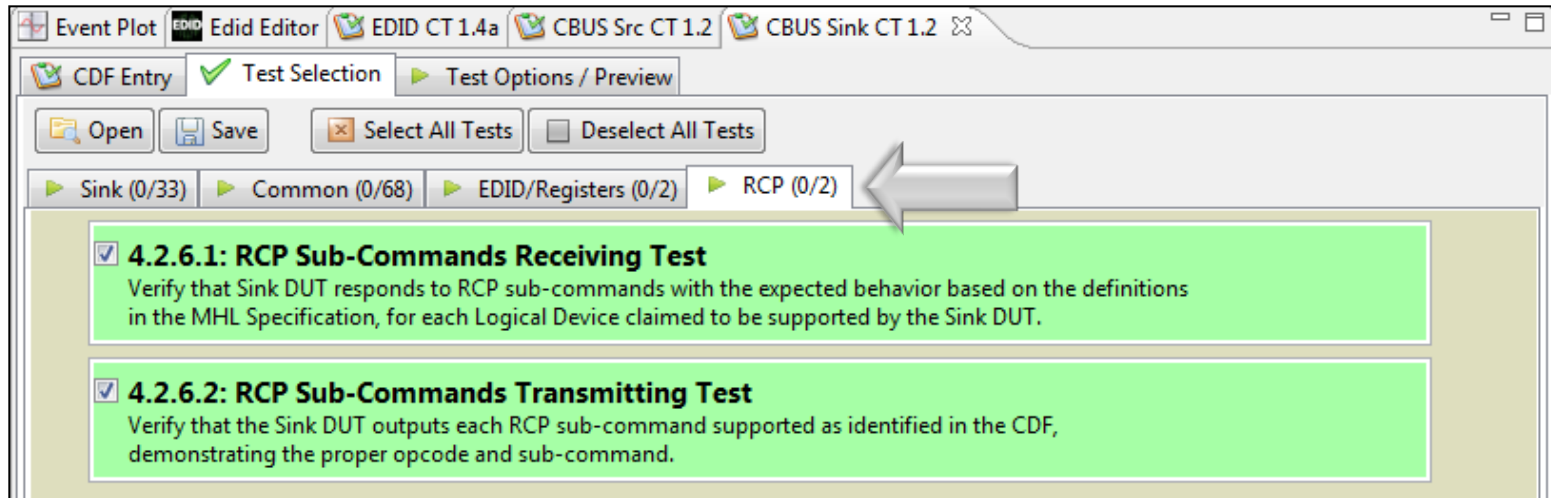 Event Plot EDID Edid Editor EDID CT 1.4a CBUS Src CT 1.2 CBUS Sink CT 1.2
CDF Entry Test Selection Test Options / Preview
Open Save Select All Tests Deselect All Tests
Sink (0/33) Common (0/68) EDID/Registers (0/2) RCP (0/2)
4.2.6.1: RCP Sub-Commands Receiving Test
Verify that Sink DUT responds to RCP sub-commands with the expected behavior based on the definitions
in the MHL Specification, for each Logical Device claimed to be supported by the Sink DUT.
4.2.6.2: RCP Sub-Commands Transmitting Test
Verify that the Sink DUT outputs each RCP sub-command supported as identified in the CDF,
demonstrating the proper opcode and sub-command.